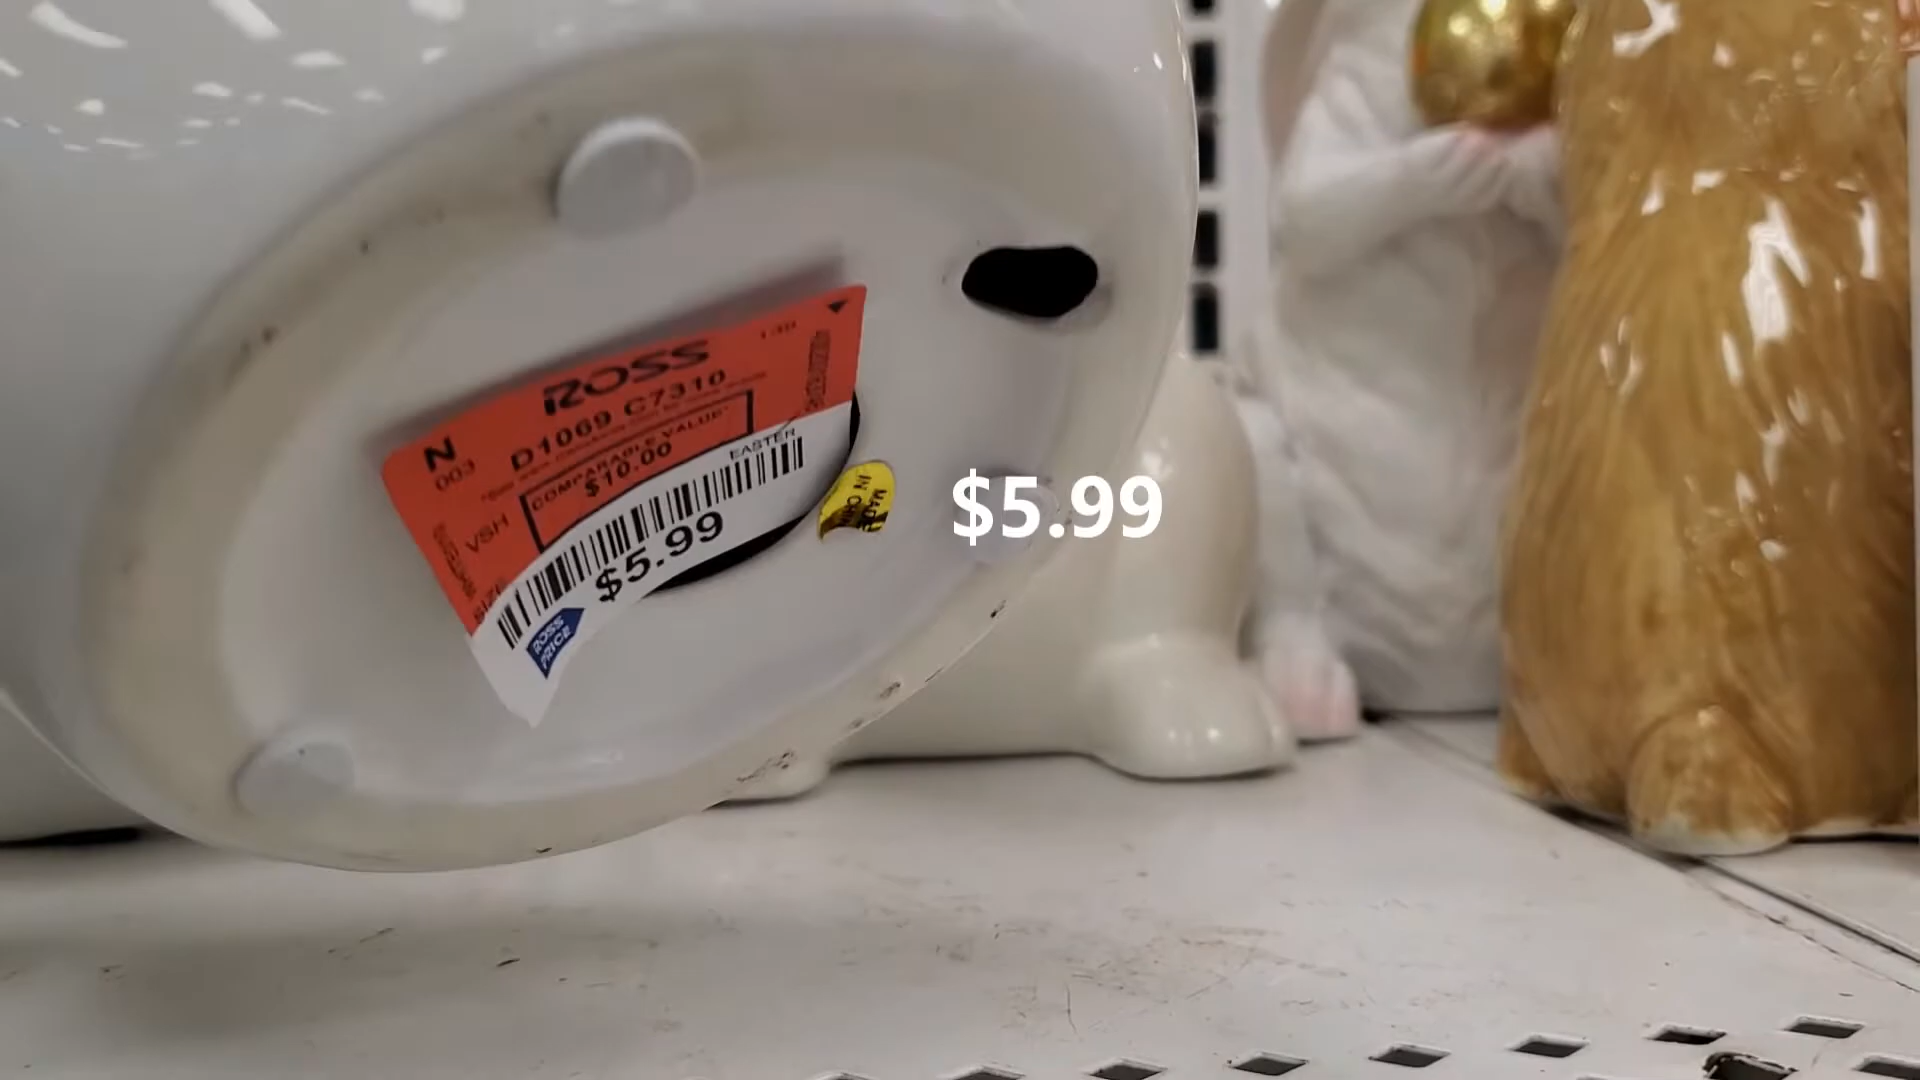 ROSS
N D1069 C7310
003
COMPARABLE VALUE*
$10.00
VSH
EASTER
SIZE
$5.99
ROSS
PRICE
MADE
IN CHINA
$5.99